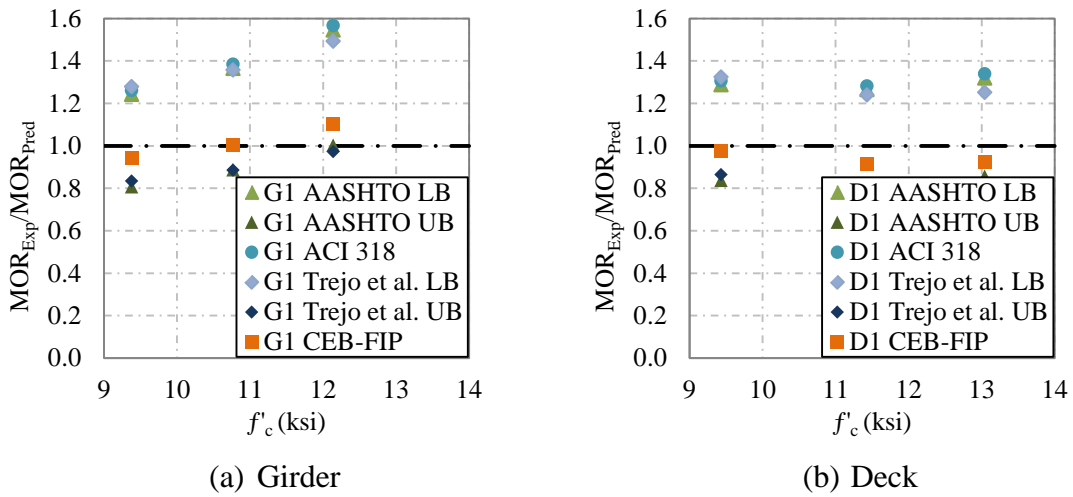 1.6
1.4
1.2
1.0
0.8
0.6
0.4
0.2
0.0
MOR_Exp/MOR_Pred
G1 AASHTO LB
G1 AASHTO UB
G1 ACI 318
G1 Trejo et al. LB
G1 Trejo et al. UB
G1 CEB-FIP
9 10 11 12 13 14
f'c (ksi)
(a) Girder
1.6
1.4
1.2
1.0
0.8
0.6
0.4
0.2
0.0
MOR_Exp/MOR_Pred
D1 AASHTO LB
D1 AASHTO UB
D1 ACI 318
D1 Trejo et al. LB
D1 Trejo et al. UB
D1 CEB-FIP
9 10 11 12 13 14
f'c (ksi)
(b) Deck